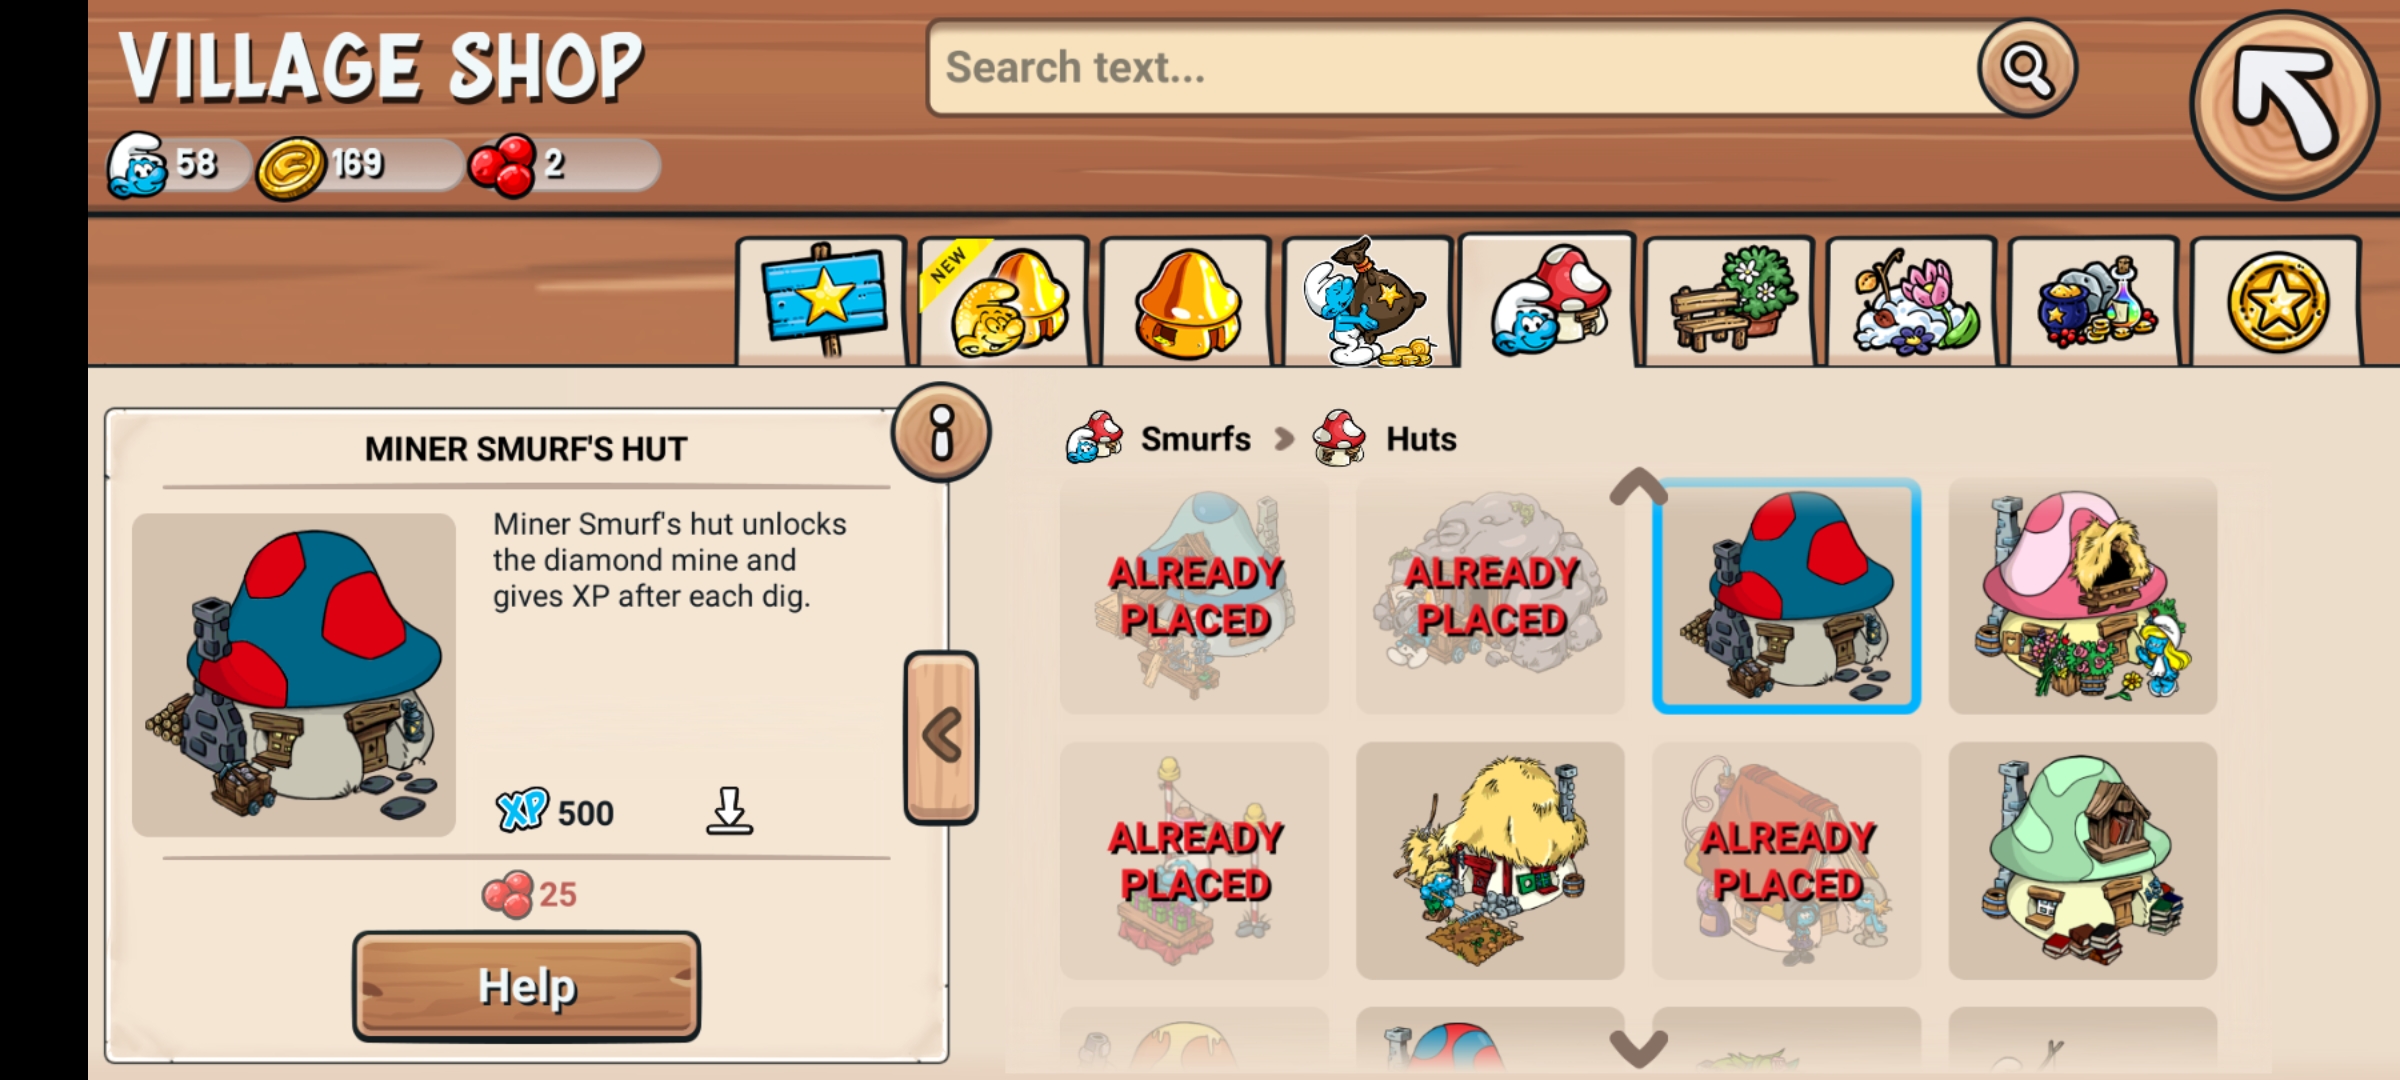 VILLAGE SHOP
Search text...
58
169
2
NEW
MINER SMURF'S HUT
Miner Smurf's hut unlocks
the diamond mine and
gives XP after each dig.
XP 500
25
Help
Smurfs
Huts
ALREADY
PLACED
ALREADY
PLACED
ALREADY
PLACED
ALREADY
PLACED